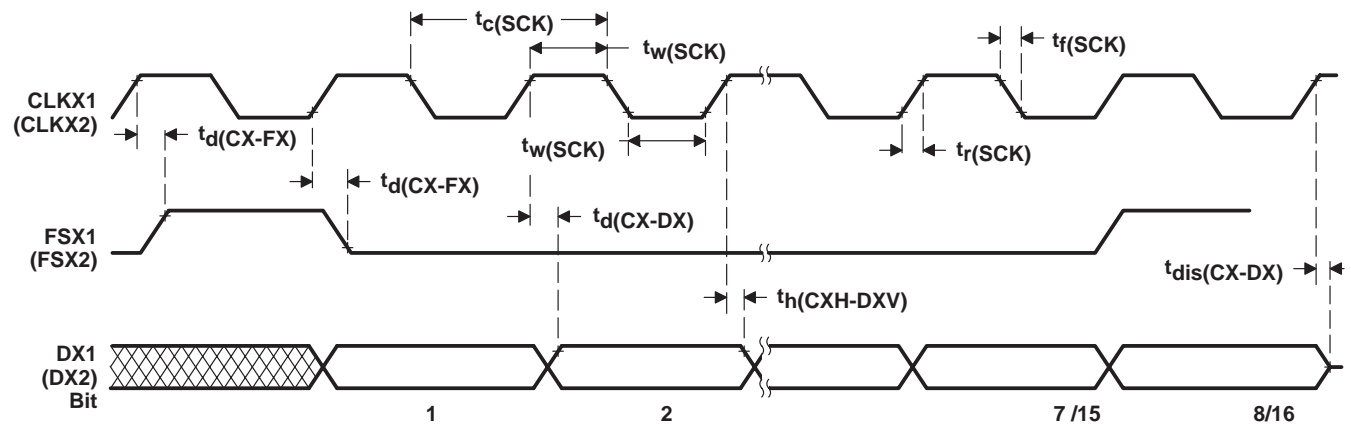 tc(SCK)
tw(SCK)
tf(SCK)
CLKX1
(CLKX2)
td(CX-FX)
tw(SCK)
tr(SCK)
td(CX-FX)
td(CX-DX)
FSX1
(FSX2)
tdis(CX-DX)
th(CXH-DXV)
DX1
(DX2)
Bit
1 2 7 /15 8/16